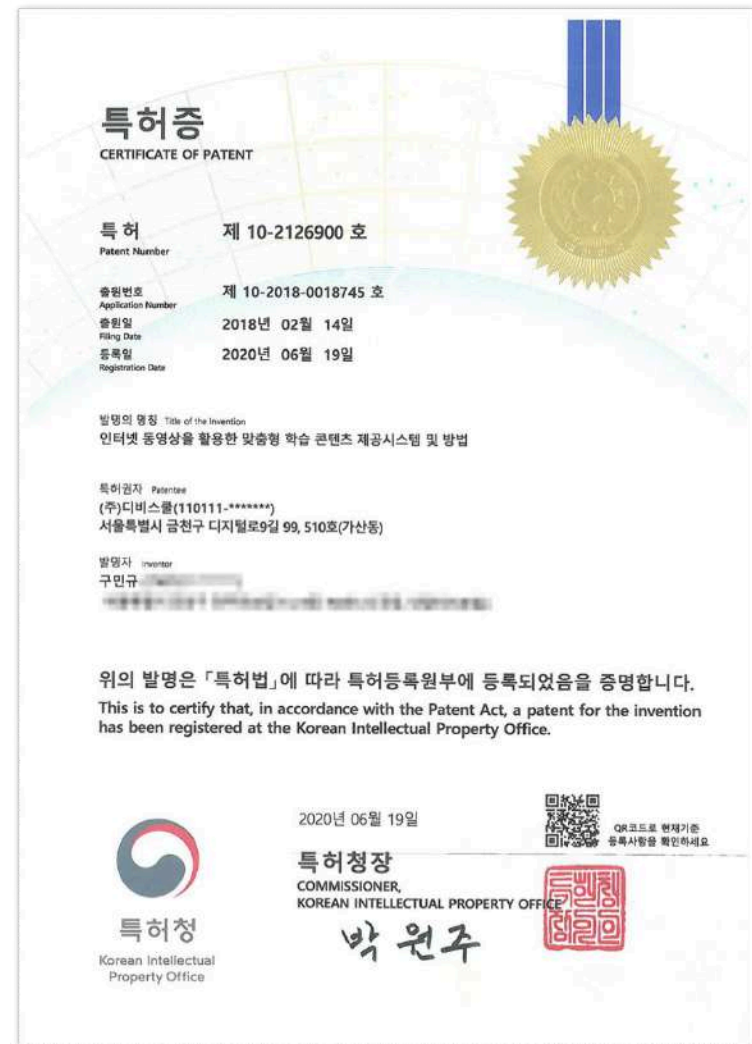 특허증
CERTIFICATE OF PATENT
특허 제 10-2126900 호
Patent Number
출원번호 제 10-2018-0018745 호
Application Number
출원일 2018년 02월 14일
Filing Date
등록일 2020년 06월 19일
Registration Date
발명의 명칭 Title of the Invention
인터넷 동영상을 활용한 맞춤형 학습 콘텐츠 제공시스템 및 방법
특허권자 Patentee
(주)디비스쿨(110111-*******)
서울특별시 금천구 디지털로9길 99, 510호(가산동)
발명자 Inventor
구민규
위의 발명은 「특허법」에 따라 특허등록원부에 등록되었음을 증명합니다.
This is to certify that, in accordance with the Patent Act, a patent for the invention
has been registered at the Korean Intellectual Property Office.
2020년 06월 19일
QR코드로 현재기준
등록사항을 확인하세요
특허청장
COMMISSIONER,
KOREAN INTELLECTUAL PROPERTY OFFICE
박원주
특허청
Korean Intellectual
Property Office